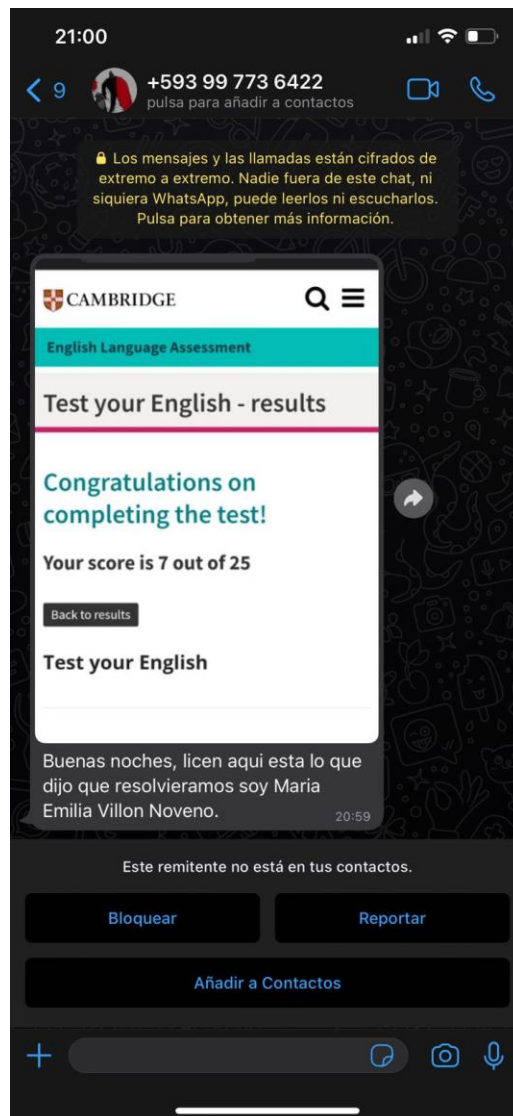 21:00
9
+593 99 773 6422
pulsa para añadir a contactos
Los mensajes y las llamadas están cifrados de
extremo a extremo. Nadie fuera de este chat, ni
siquiera WhatsApp, puede leerlos ni escucharlos.
Pulsa para obtener más información.
CAMBRIDGE
English Language Assessment
Test your English - results
Congratulations on
completing the test!
Your score is 7 out of 25
Back to results
Test your English
Buenas noches, licen aqui esta lo que
dijo que resolvieramos soy Maria
Emilia Villon Noveno.
20:59
Este remitente no está en tus contactos.
Bloquear
Reportar
Añadir a Contactos